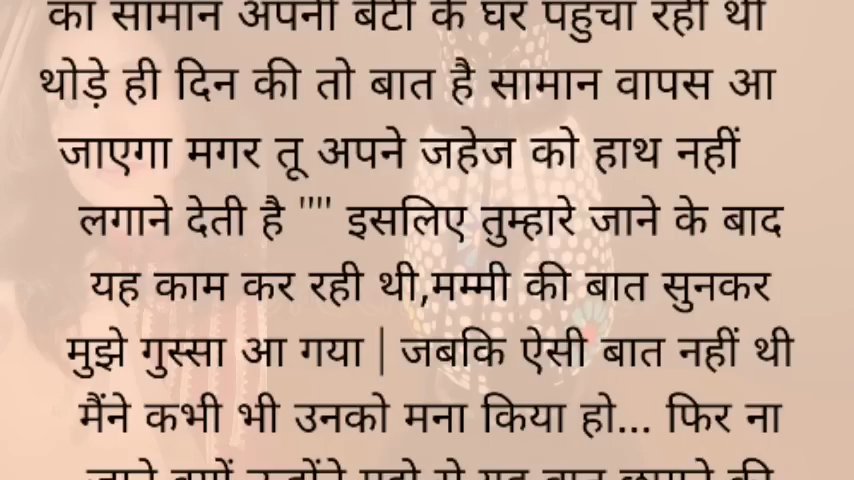 का सामान अपनी बेटी के घर पहुंचा रही थी
थोड़े ही दिन की तो बात है सामान वापस आ
जाएगा मगर तू अपने जहेज को हाथ नहीं
लगाने देती है """ इसलिए तुम्हारे जाने के बाद
यह काम कर रही थी,मम्मी की बात सुनकर
मुझे गुस्सा आ गया | जबकि ऐसी बात नहीं थी
मैंने कभी भी उनको मना किया हो... फिर ना